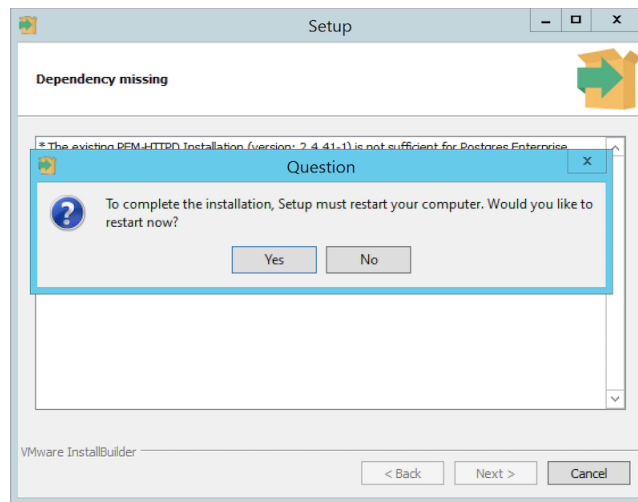 Setup
Dependency missing
* The existing PEM-HTTPD Installation (version: 2.4.41-1) is not sufficient for Postgres Enterprise
Question
To complete the installation, Setup must restart your computer. Would you like to
restart now?
Yes
No
VMware InstallBuilder
< Back
Next >
Cancel